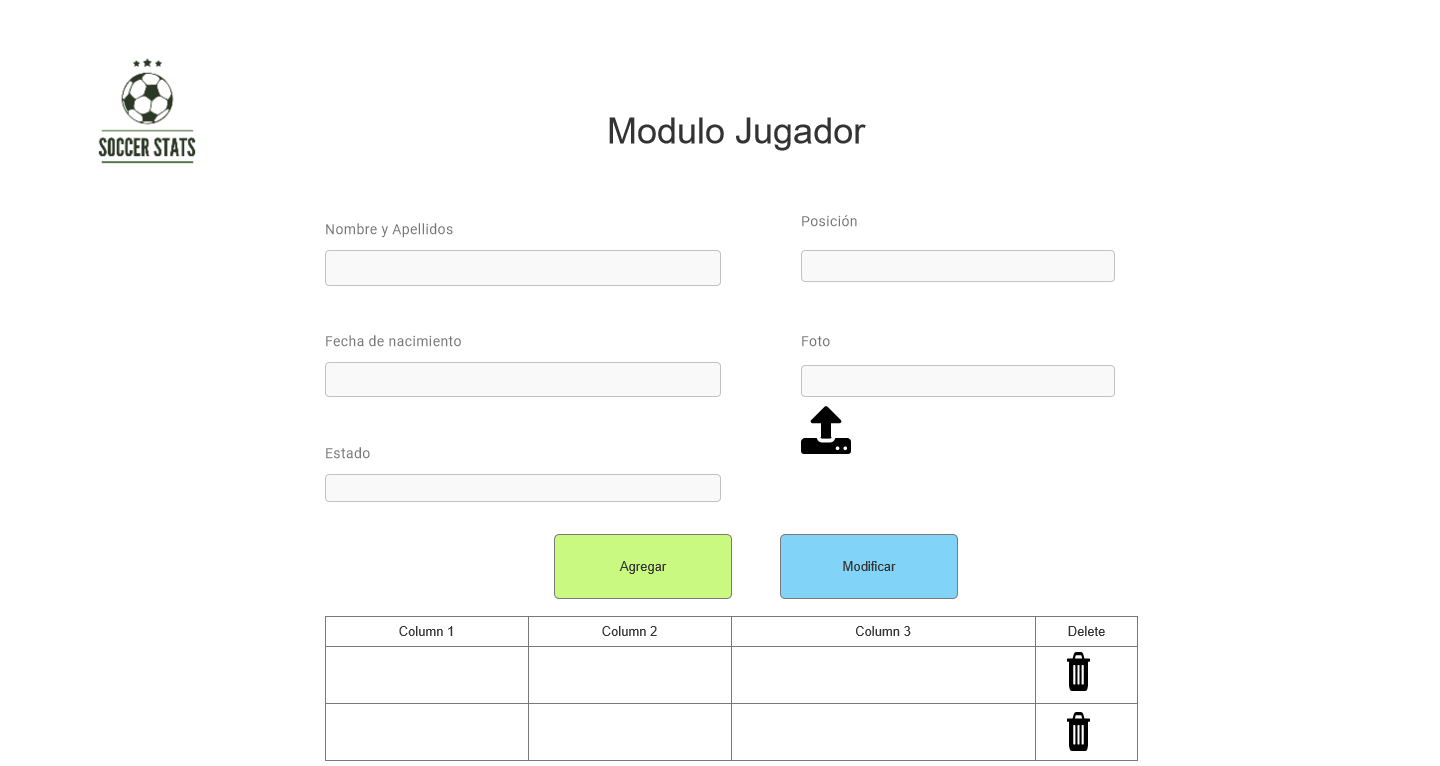 SOCCER STATS
Modulo Jugador
Nombre y Apellidos
Posición
Fecha de nacimiento
Foto
Estado
Agregar
Modificar
Column 1
Column 2
Column 3
Delete